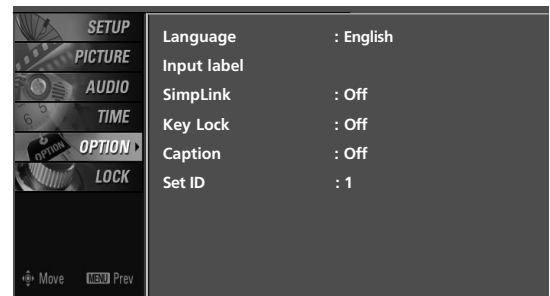 SETUP
PICTURE
AUDIO
TIME
OPTION
LOCK
Move MENU Prev
Language : English
Input label
SimpLink : Off
Key Lock : Off
Caption : Off
Set ID : 1